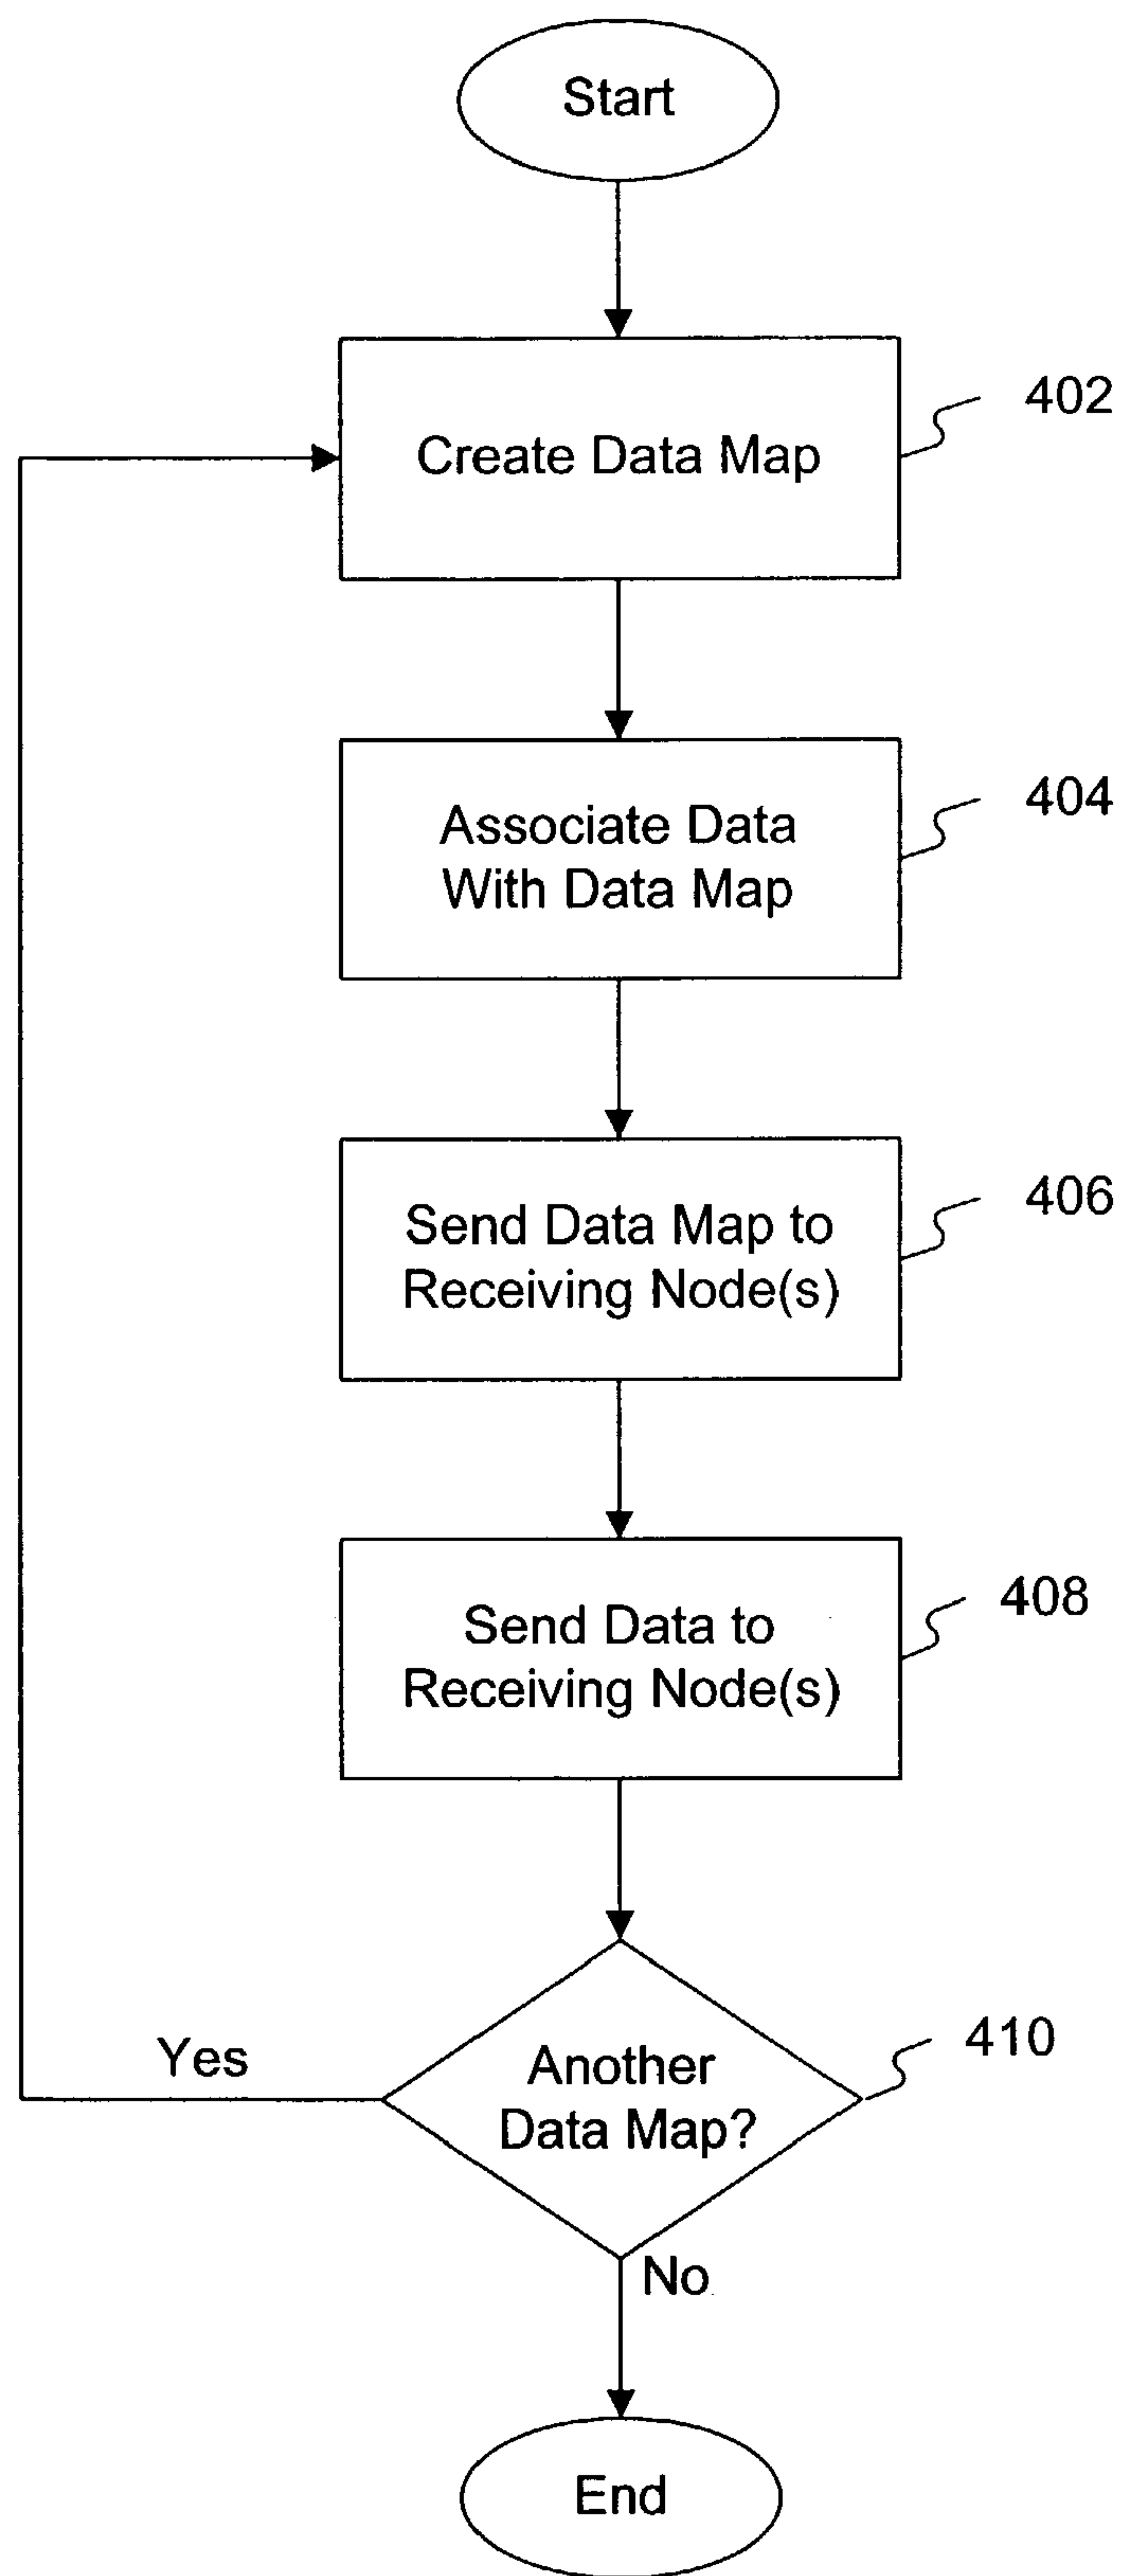 Start
Create Data Map
402
Associate Data
With Data Map
404
Send Data Map to
Receiving Node(s)
406
Send Data to
Receiving Node(s)
408
Another
Data Map?
410
Yes
No
End